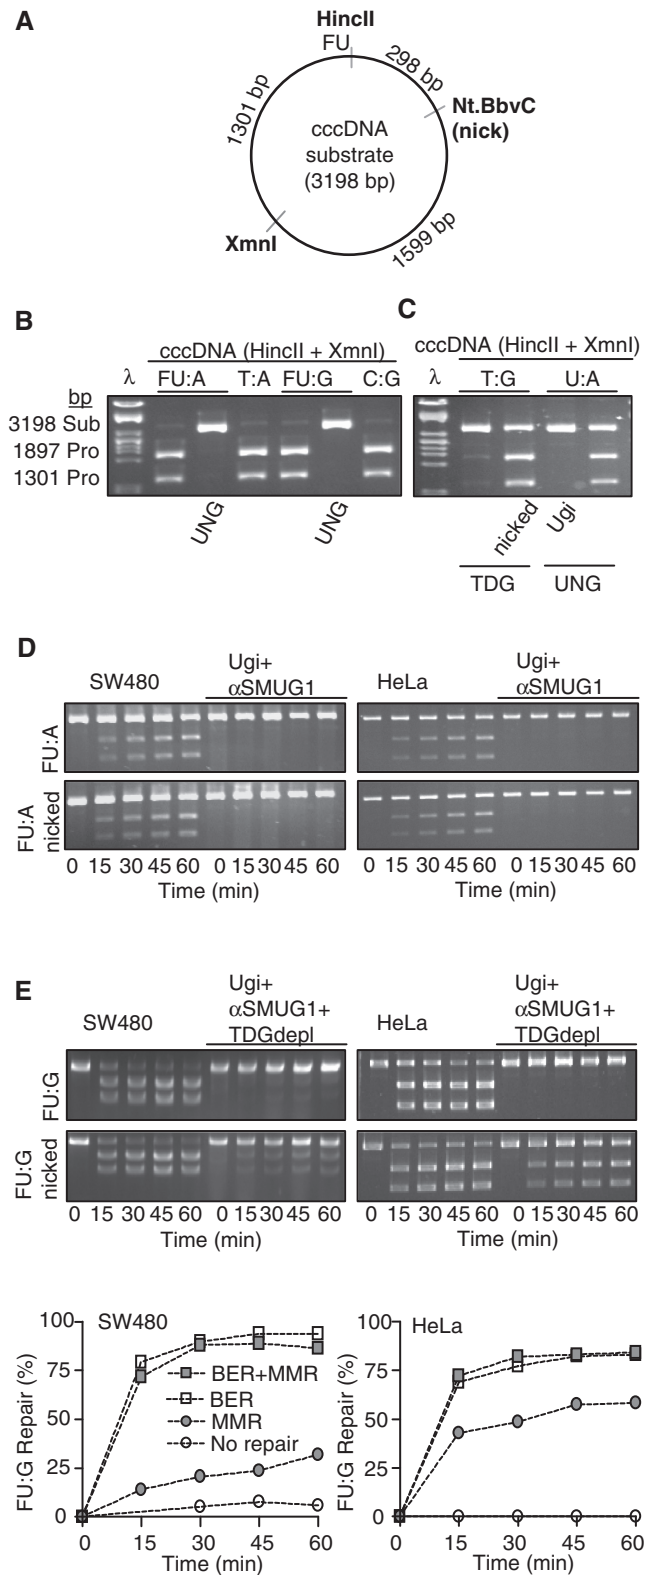 A
HincII
FU
298 bp
1301 bp
Nt.BbvC
(nick)
cccDNA
substrate
(3198 bp)
XmnI
1599 bp
B
cccDNA (HincII + XmnI)
λ FU:A T:A FU:G C:G
bp
3198 Sub
1897 Pro
1301 Pro
UNG UNG
C
cccDNA (HincII + XmnI)
λ T:G U:A
nicked Ugi
TDG UNG
D
SW480 Ugi+
αSMUG1
HeLa Ugi+
αSMUG1
FU:A
FU:A
nicked
0 15 30 45 60 0 15 30 45 60
Time (min)
0 15 30 45 60 0 15 30 45 60
Time (min)
E
SW480 Ugi+
αSMUG1+
TDGdepl
HeLa Ugi+
αSMUG1+
TDGdepl
FU:G
FU:G
nicked
0 15 30 45 60 0 15 30 45 60
Time (min)
0 15 30 45 60 0 15 30 45 60
Time (min)
SW480
FU:G Repair (%)
100
75
50
25
0
BER+MMR
BER
MMR
No repair
0 15 30 45 60
Time (min)
HeLa
FU:G Repair (%)
100
75
50
25
0
0 15 30 45 60
Time (min)